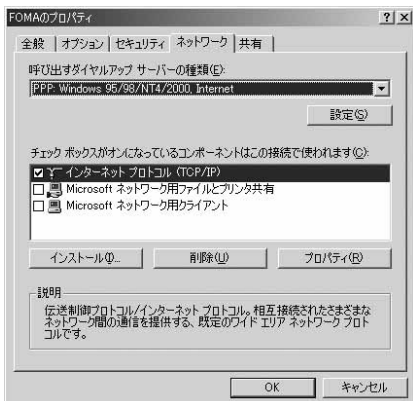 FOMAのプロパティ
全般 オプション セキュリティ ネットワーク 共有
呼び出すダイヤルアップ サーバーの種類(E):
PPP: Windows 95/98/NT4/2000, Internet
設定(S)
チェック ボックスがオンになっているコンポーネントはこの接続で使われます(C):
インターネット プロトコル (TCP/IP)
Microsoft ネットワーク用ファイルとプリンタ共有
Microsoft ネットワーク用クライアント
インストール(I)... 削除(U) プロパティ(R)
説明
伝送制御プロトコル/インターネット プロトコル。相互接続されたさまざまな
ネットワーク間の通信を提供する、既定のワイド エリア ネットワーク プロト
コルです。
OK キャンセル